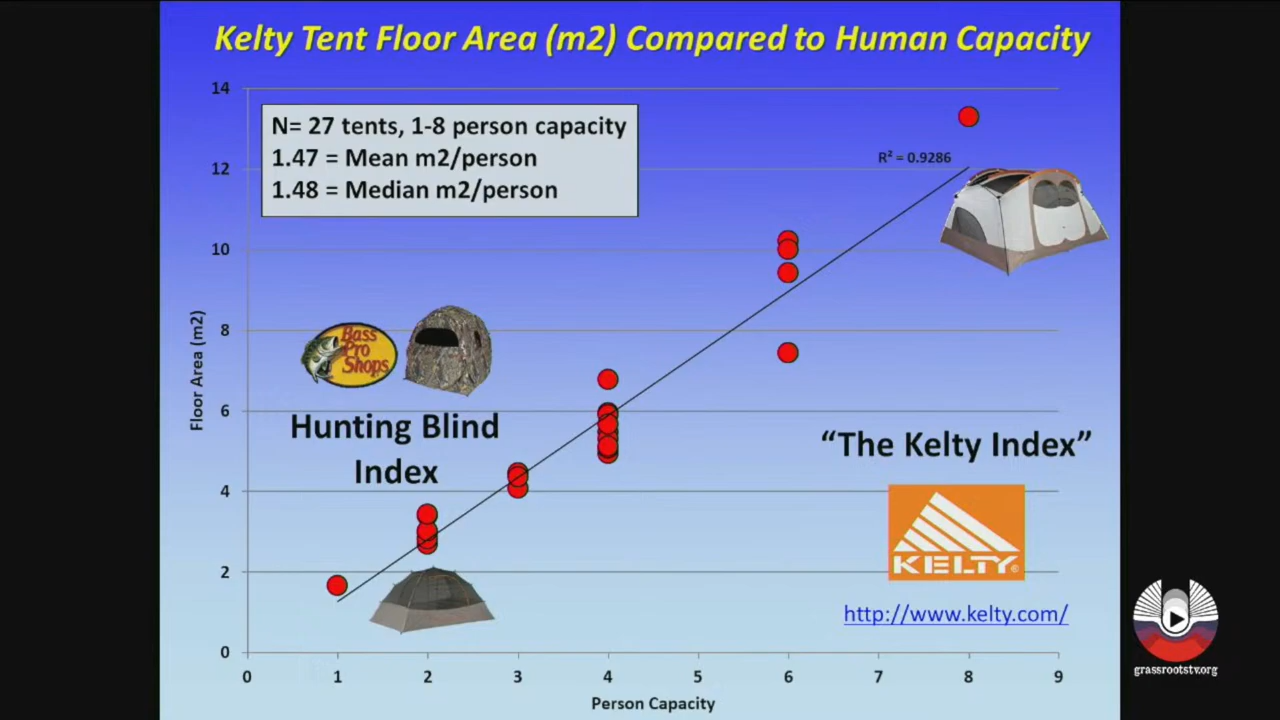 Kelty Tent Floor Area (m2) Compared to Human Capacity
14
12
10
8
6
4
2
0
Floor Area (m2)
N= 27 tents, 1-8 person capacity
1.47 = Mean m2/person
1.48 = Median m2/person
R² = 0.9286
Bass
Pro
Shops
Hunting Blind
Index
“The Kelty Index”
KELTY®
http://www.kelty.com/
0 1 2 3 4 5 6 7 8 9
Person Capacity
grassrootstv.org